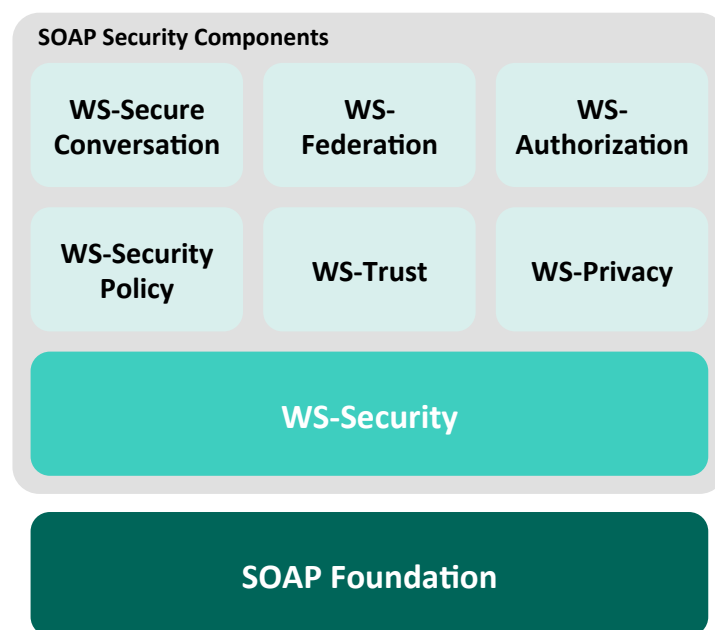 SOAP Security Components
WS-Secure
Conversation
WS-
Federation
WS-
Authorization
WS-Security
Policy
WS-Trust
WS-Privacy
WS-Security
SOAP Foundation